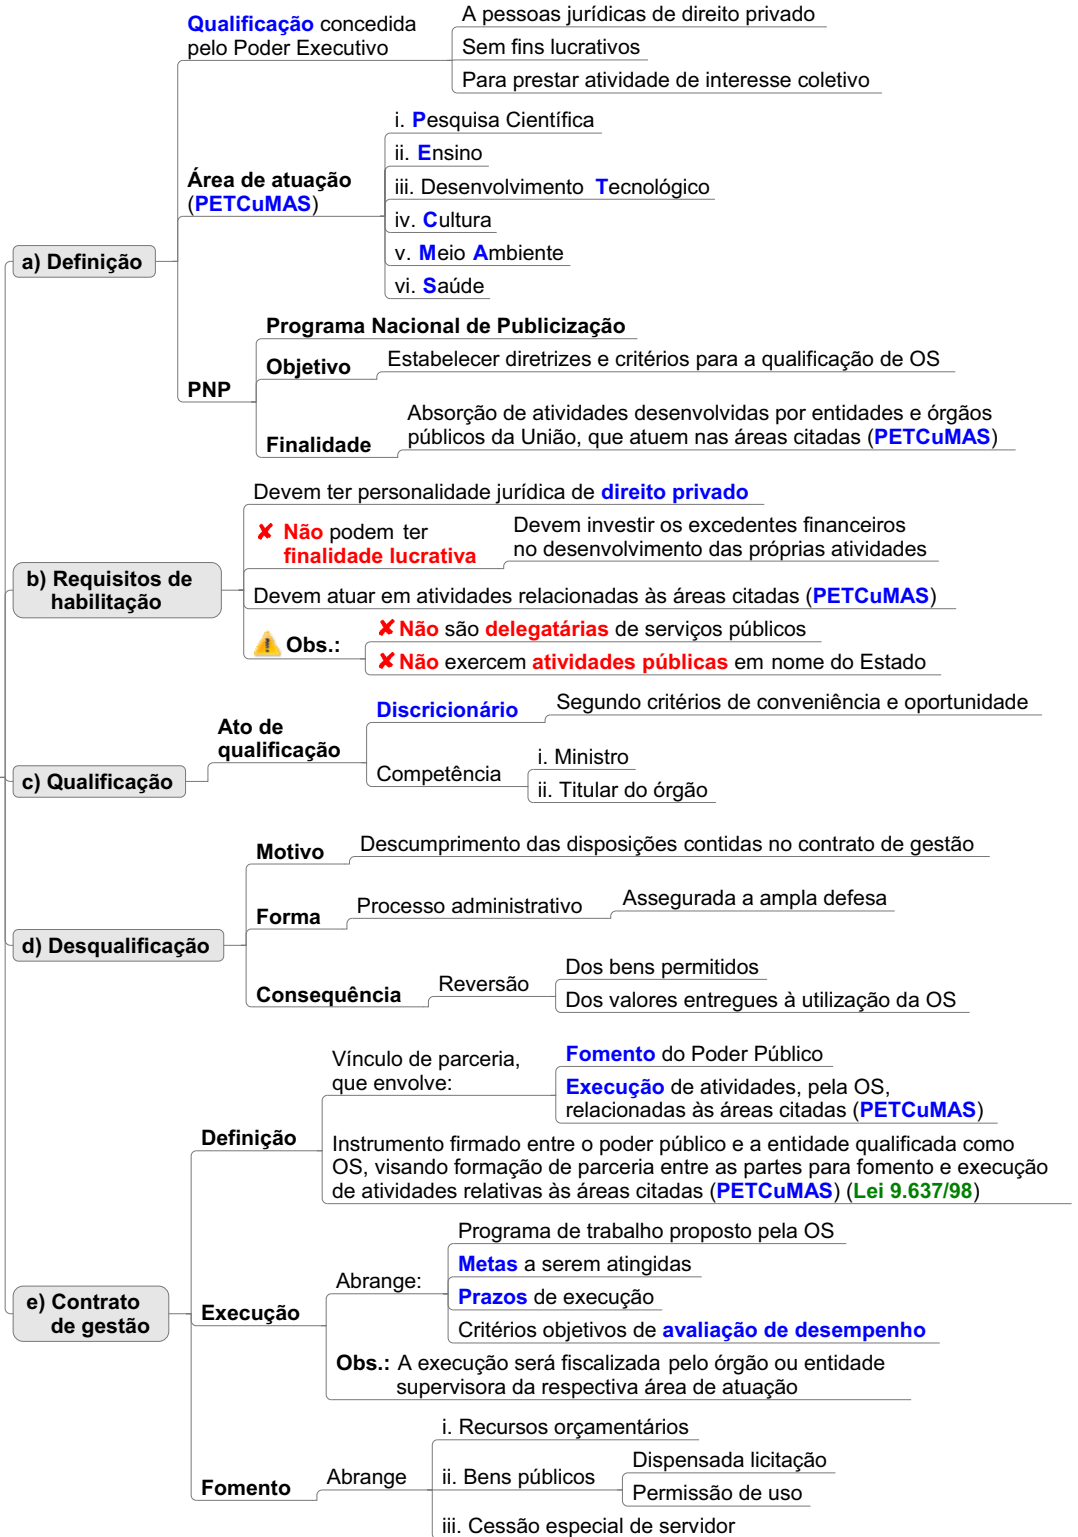 Qualificação concedida
pelo Poder Executivo
A pessoas jurídicas de direito privado
Sem fins lucrativos
Para prestar atividade de interesse coletivo
Área de atuação
(PETCuMAS)
i. Pesquisa Científica
ii. Ensino
iii. Desenvolvimento Tecnológico
iv. Cultura
v. Meio Ambiente
vi. Saúde
a) Definição
PNP
Programa Nacional de Publicização
Objetivo
Estabelecer diretrizes e critérios para a qualificação de OS
Finalidade
Absorção de atividades desenvolvidas por entidades e órgãos
públicos da União, que atuem nas áreas citadas (PETCuMAS)
b) Requisitos de
habilitação
Devem ter personalidade jurídica de direito privado
✘ Não podem ter
finalidade lucrativa
Devem investir os excedentes financeiros
no desenvolvimento das próprias atividades
Devem atuar em atividades relacionadas às áreas citadas (PETCuMAS)
Obs.:
✘ Não são delegatárias de serviços públicos
✘ Não exercem atividades públicas em nome do Estado
c) Qualificação
Ato de
qualificação
Discricionário
Segundo critérios de conveniência e oportunidade
Competência
i. Ministro
ii. Titular do órgão
d) Desqualificação
Motivo
Descumprimento das disposições contidas no contrato de gestão
Forma
Processo administrativo
Assegurada a ampla defesa
Consequência
Reversão
Dos bens permitidos
Dos valores entregues à utilização da OS
e) Contrato
de gestão
Definição
Vínculo de parceria,
que envolve:
Fomento do Poder Público
Execução de atividades, pela OS,
relacionadas às áreas citadas (PETCuMAS)
Instrumento firmado entre o poder público e a entidade qualificada como
OS, visando formação de parceria entre as partes para fomento e execução
de atividades relativas às áreas citadas (PETCuMAS) (Lei 9.637/98)
Execução
Abrange:
Programa de trabalho proposto pela OS
Metas a serem atingidas
Prazos de execução
Critérios objetivos de avaliação de desempenho
Obs.: A execução será fiscalizada pelo órgão ou entidade
supervisora da respectiva área de atuação
Fomento
Abrange
i. Recursos orçamentários
ii. Bens públicos
Dispensada licitação
Permissão de uso
iii. Cessão especial de servidor